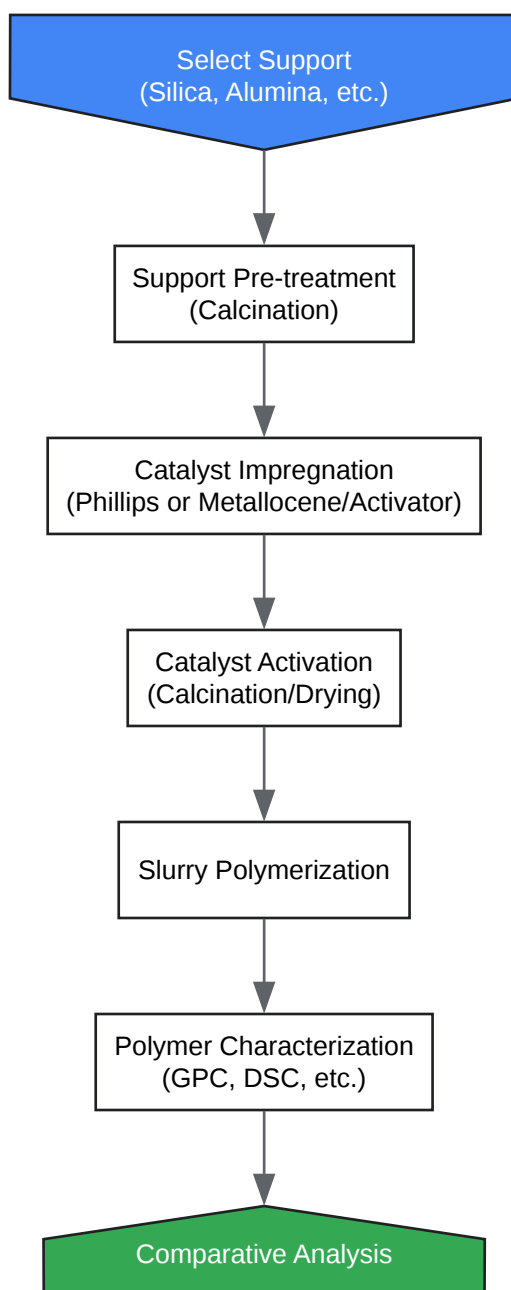 Select Support
(Silica, Alumina, etc.)
Support Pre-treatment
(Calcination)
Catalyst Impregnation
(Phillips or Metallocene/Activator)
Catalyst Activation
(Calcination/Drying)
Slurry Polymerization
Polymer Characterization
(GPC, DSC, etc.)
Comparative Analysis